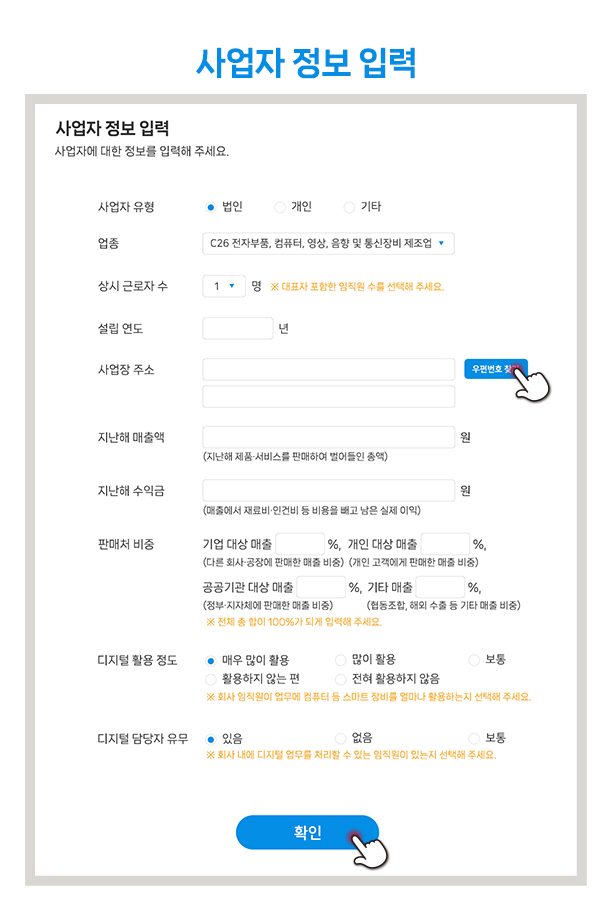 사업자 정보 입력
사업자 정보 입력
사업자에 대한 정보를 입력해 주세요.
사업자 유형 법인 개인 기타
업종 C26 전자부품, 컴퓨터, 영상, 음향 및 통신장비 제조업
상시 근로자 수 1 명 ※ 대표자 포함한 임직원 수를 선택해 주세요.
설립 연도 년
사업장 주소 우편번호
지난해 매출액 원
(지난해 제품·서비스를 판매하여 벌어들인 총액)
지난해 수익금 원
(매출에서 재료비·인건비 등 비용을 빼고 남은 실제 이익)
판매처 비중 기업 대상 매출 %, 개인 대상 매출 %,
(다른 회사·공장에 판매한 매출 비중) (개인 고객에게 판매한 매출 비중)
공공기관 대상 매출 %, 기타 매출 %,
(정부·지자체에 판매한 매출 비중) (협동조합, 해외 수출 등 기타 매출 비중)
※ 전체 총 합이 100%가 되게 입력해 주세요.
디지털 활용 정도 매우 많이 활용 많이 활용 보통
활용하지 않는 편 전혀 활용하지 않음
※ 회사 임직원이 업무에 컴퓨터 등 스마트 장비를 얼마나 활용하는지 선택해 주세요.
디지털 담당자 유무 있음 없음 보통
※ 회사 내에 디지털 업무를 처리할 수 있는 임직원이 있는지 선택해 주세요.
확인